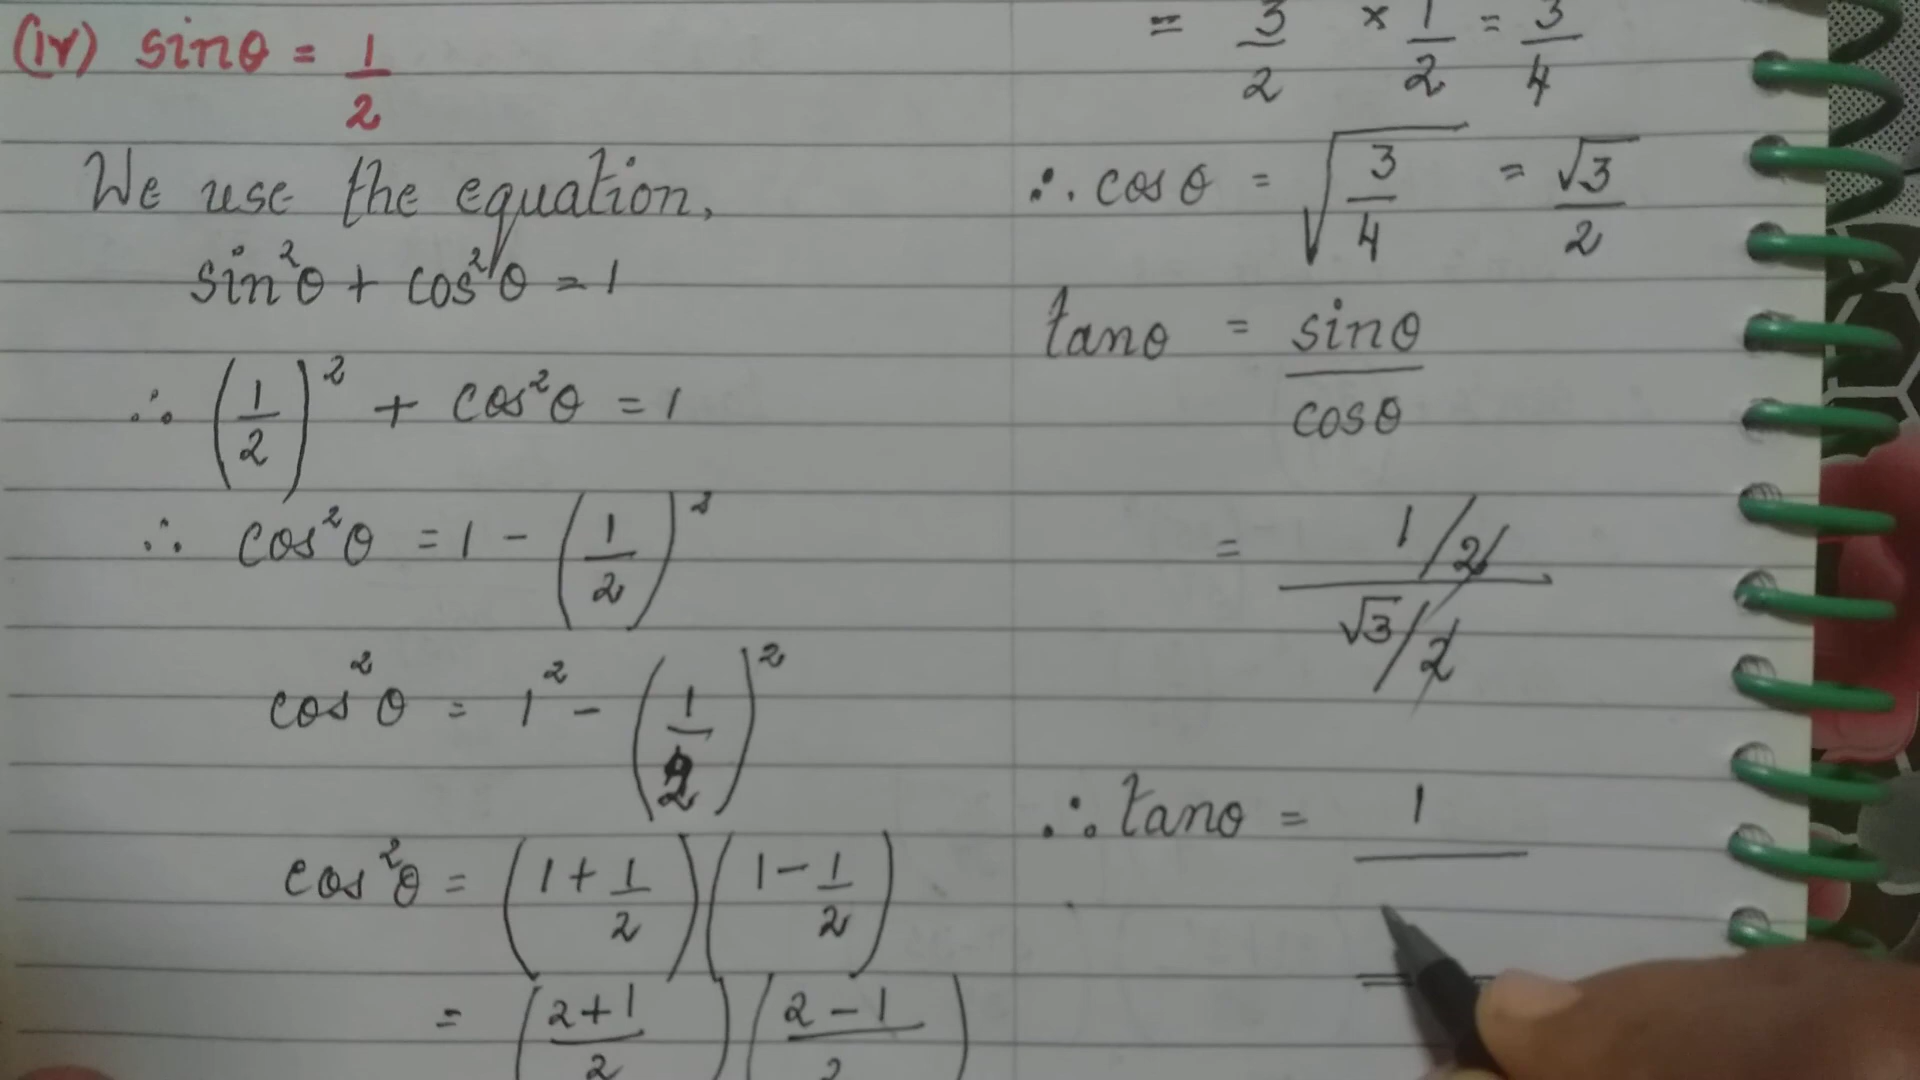 (iv) sinθ = 1/2
We use the equation,
sin²θ + cos²θ = 1
∴ (1/2)² + cos²θ = 1
∴ cos²θ = 1 - (1/2)²
cos²θ = 1² - (1/2)²
cos²θ = (1 + 1/2)(1 - 1/2)
= ((2+1)/2)((2-1)/2)
= 3/2 × 1/2 = 3/4
∴ cosθ = √(3/4) = √3/2
tanθ = sinθ/cosθ
= (1/2)/(√3/2)
∴ tanθ = 1